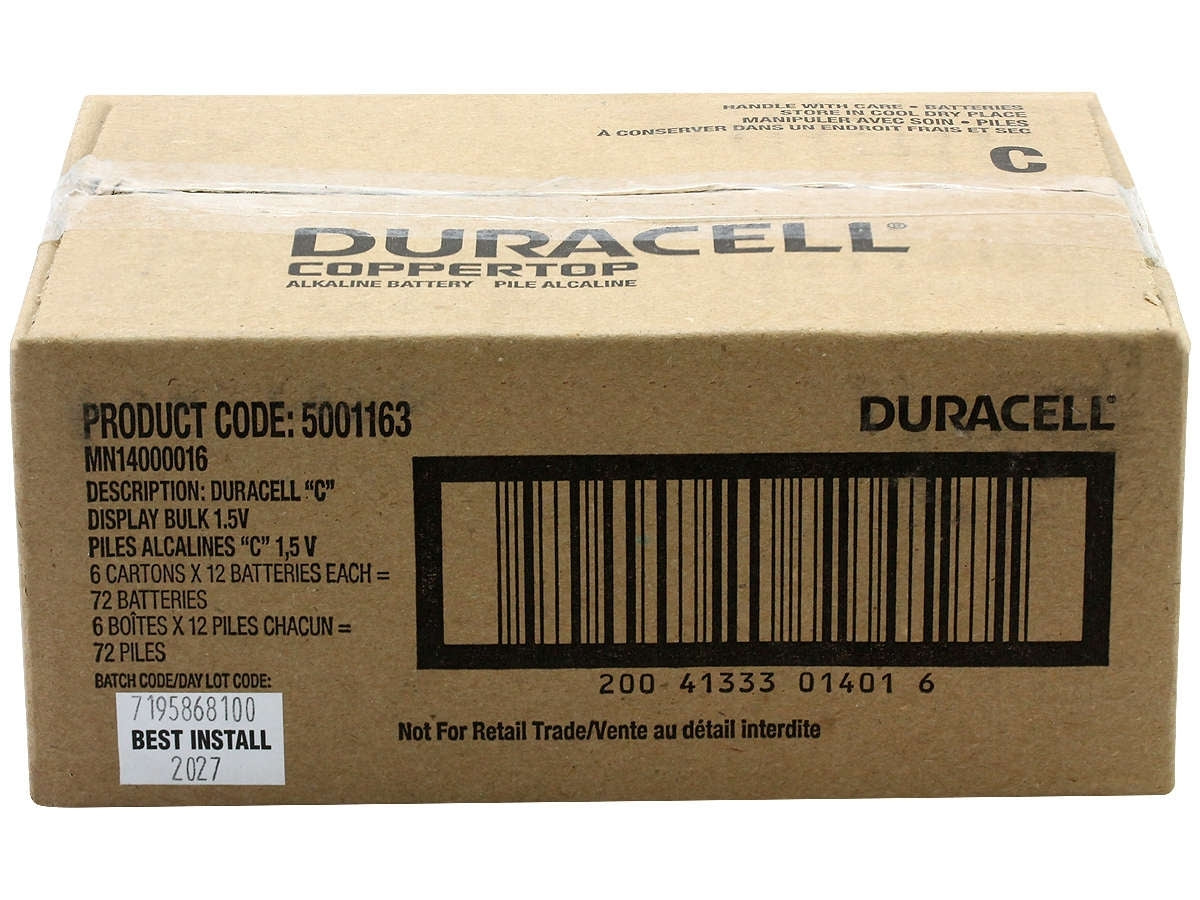 HANDLE WITH CARE • BATTERIES
STORE IN COOL DRY PLACE
MANIPULER AVEC SOIN • PILES
À CONSERVER DANS UN ENDROIT FRAIS ET SEC
C
DURACELL®
COPPERTOP
ALKALINE BATTERY PILE ALCALINE
PRODUCT CODE: 5001163
MN14000016
DESCRIPTION: DURACELL "C"
DISPLAY BULK 1.5V
PILES ALCALINES "C" 1,5 V
6 CARTONS X 12 BATTERIES EACH =
72 BATTERIES
6 BOÎTES X 12 PILES CHACUN =
72 PILES
BATCH CODE/DAY LOT CODE:
7195868100
BEST INSTALL
2027
DURACELL®
200 41333 01401 6
Not For Retail Trade/Vente au détail interdite